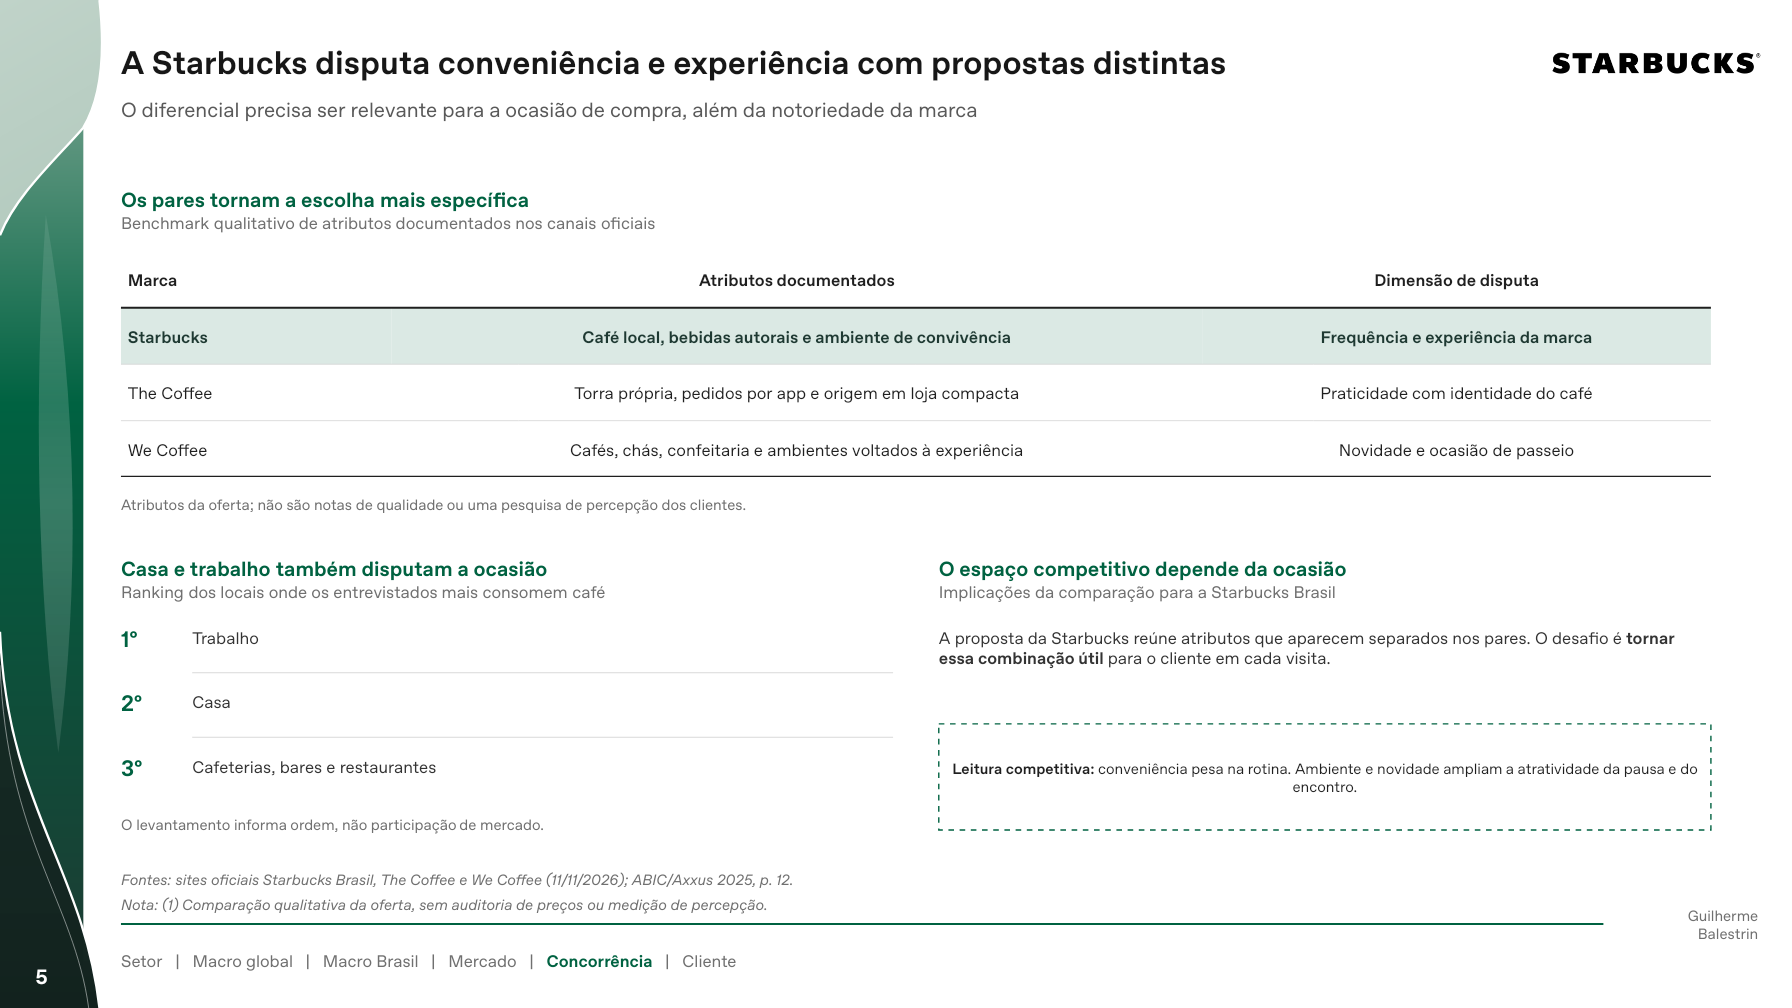 A Starbucks disputa conveniência e experiência com propostas distintas
STARBUCKS®
O diferencial precisa ser relevante para a ocasião de compra, além da notoriedade da marca
Os pares tornam a escolha mais específica
Benchmark qualitativo de atributos documentados nos canais oficiais
Marca Atributos documentados Dimensão de disputa
Starbucks Café local, bebidas autorais e ambiente de convivência Frequência e experiência da marca
The Coffee Torra própria, pedidos por app e origem em loja compacta Praticidade com identidade do café
We Coffee Cafés, chás, confeitaria e ambientes voltados à experiência Novidade e ocasião de passeio
Atributos da oferta; não são notas de qualidade ou uma pesquisa de percepção dos clientes.
Casa e trabalho também disputam a ocasião
Ranking dos locais onde os entrevistados mais consomem café
1º Trabalho
2º Casa
3º Cafeterias, bares e restaurantes
O levantamento informa ordem, não participação de mercado.
O espaço competitivo depende da ocasião
Implicações da comparação para a Starbucks Brasil
A proposta da Starbucks reúne atributos que aparecem separados nos pares. O desafio é tornar
essa combinação útil para o cliente em cada visita.
Leitura competitiva: conveniência pesa na rotina. Ambiente e novidade ampliam a atratividade da pausa e do
encontro.
Fontes: sites oficiais Starbucks Brasil, The Coffee e We Coffee (11/11/2026); ABIC/Axxus 2025, p. 12.
Nota: (1) Comparação qualitativa da oferta, sem auditoria de preços ou medição de percepção.
Guilherme
Balestrin
Setor | Macro global | Macro Brasil | Mercado | Concorrência | Cliente
5